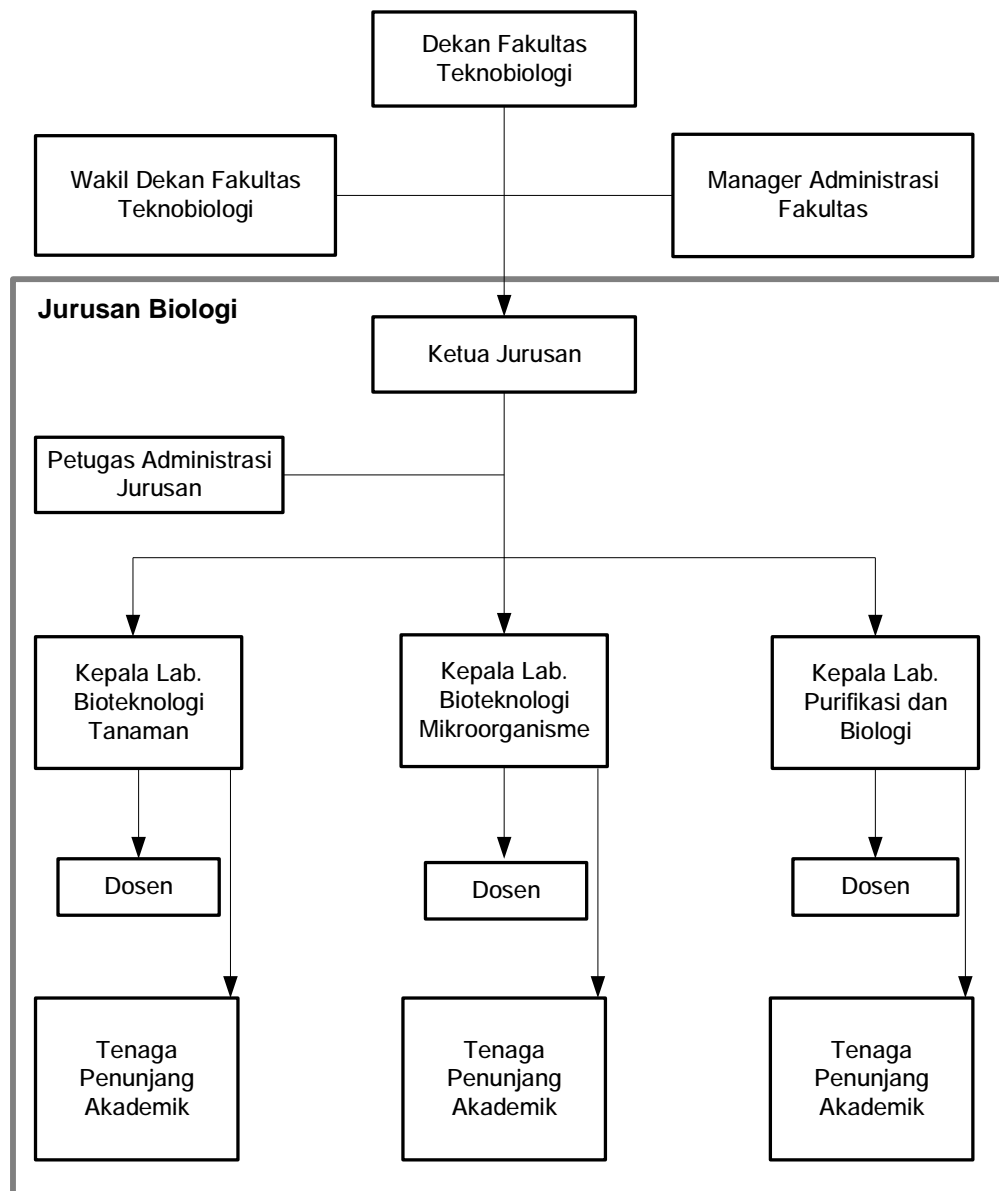 Dekan Fakultas
Teknobiologi
Wakil Dekan Fakultas
Teknobiologi
Manager Administrasi
Fakultas
Jurusan Biologi
Ketua Jurusan
Petugas Administrasi
Jurusan
Kepala Lab.
Bioteknologi
Tanaman
Kepala Lab.
Bioteknologi
Mikroorganisme
Kepala Lab.
Purifikasi dan
Biologi
Dosen
Dosen
Dosen
Tenaga
Penunjang
Akademik
Tenaga
Penunjang
Akademik
Tenaga
Penunjang
Akademik